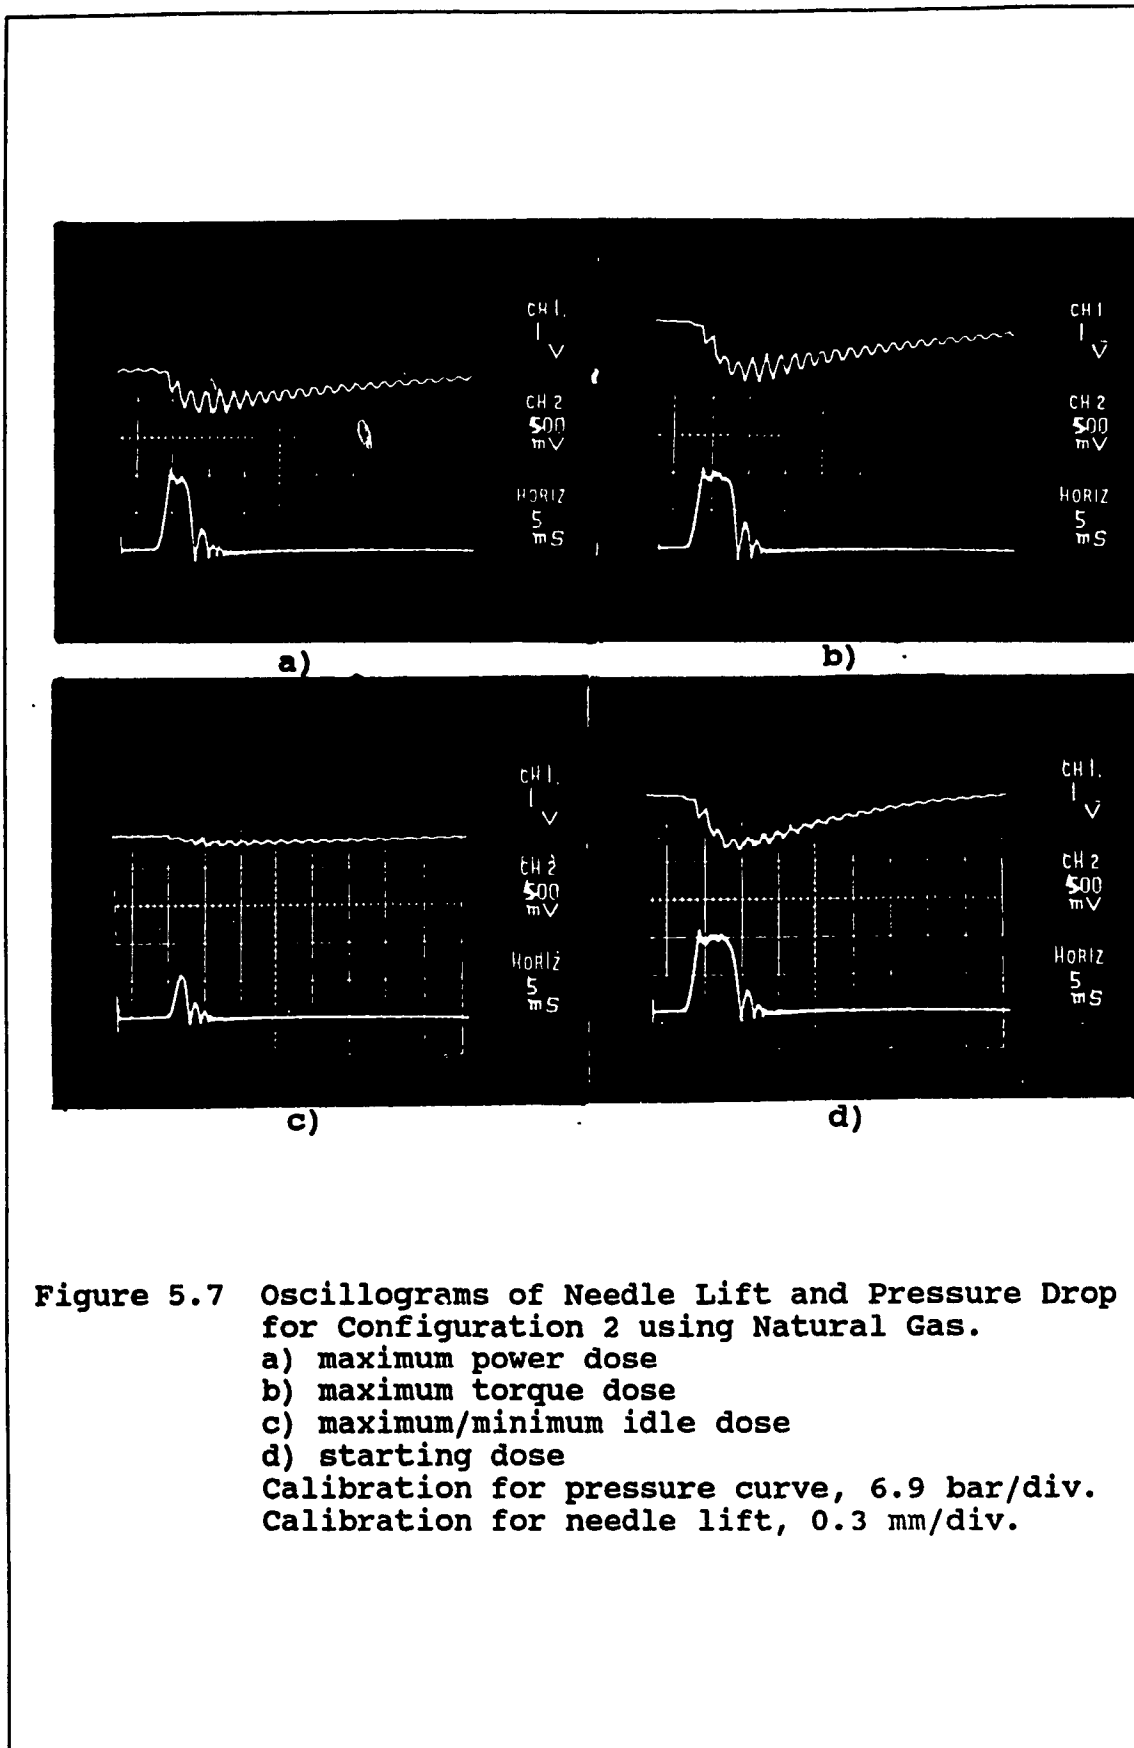 CH 1.
1
V
CH 2
500
mV
HORIZ
5
mS
CH 1
1
V
CH 2
500
mV
HORIZ
5
mS
a)
b)
CH 1.
1
V
CH 2
500
mV
HORIZ
5
mS
CH 1.
1
V
CH 2
500
mV
HORIZ
5
mS
c)
d)
Figure 5.7 Oscillograms of Needle Lift and Pressure Drop
for Configuration 2 using Natural Gas.
a) maximum power dose
b) maximum torque dose
c) maximum/minimum idle dose
d) starting dose
Calibration for pressure curve, 6.9 bar/div.
Calibration for needle lift, 0.3 mm/div.